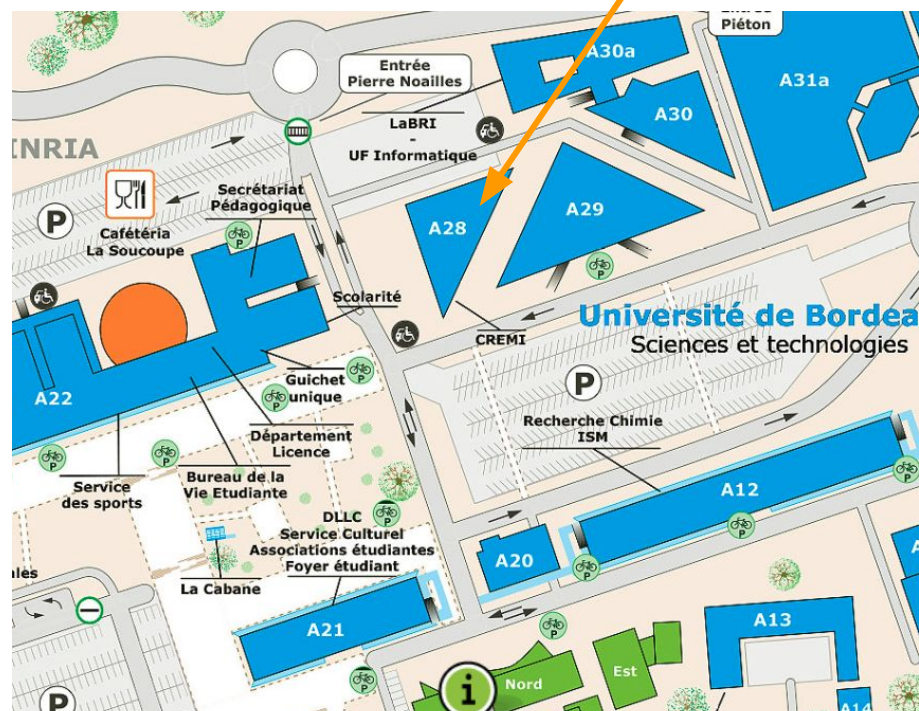 Entrée
Piéton
A30a
Entrée
Pierre Noailles
A31a
LaBRI
-
UF Informatique
A30
INRIA
Secrétariat
Pédagogique
P
Cafétéria
La Soucoupe
P
A28
A29
P
Scolarité
CREMI
Université de Bordea
Sciences et technologies
P
Guichet
unique
P
P
A22
P
Recherche Chimie
ISM
Département
Licence
P
P
Service
des sports
Bureau de la
Vie Etudiante
A12
P
P
DLLC
Service Culturel
Associations étudiantes
Foyer étudiant
P
A20
P
ales
La Cabane
A21
A13
P
Est
Nord
i
P
P
A14